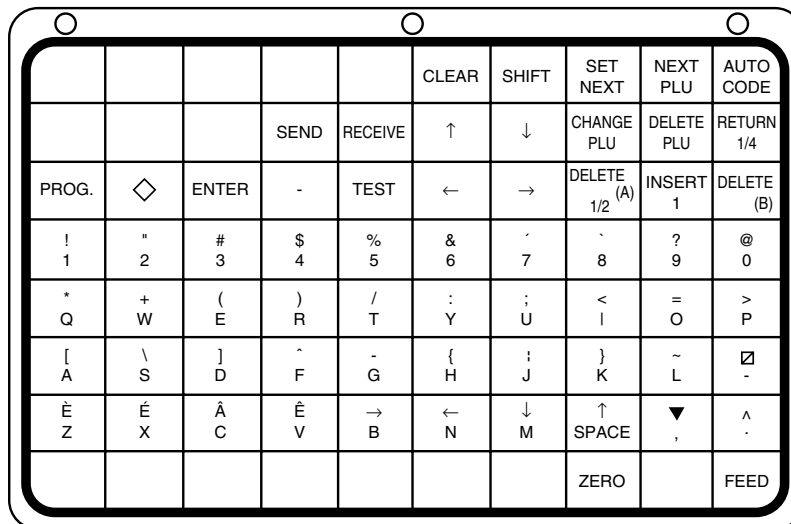 CLEAR SHIFT SET NEXT NEXT PLU AUTO CODE
SEND RECEIVE ↑ ↓ CHANGE PLU DELETE PLU RETURN 1/4
PROG. ◇ ENTER - TEST ← → DELETE (A) 1/2 INSERT 1 DELETE (B)
! " # $ % & ´ ` ? @
1 2 3 4 5 6 7 8 9 0
* + ( ) / : ; < = >
Q W E R T Y U I O P
[ \ ] ˆ - { ¦ } ~ ⍁
A S D F G H J K L -
È É Â Ê → ← ↓ ↑ ▼ ^
Z X C V B N M SPACE , .
ZERO FEED